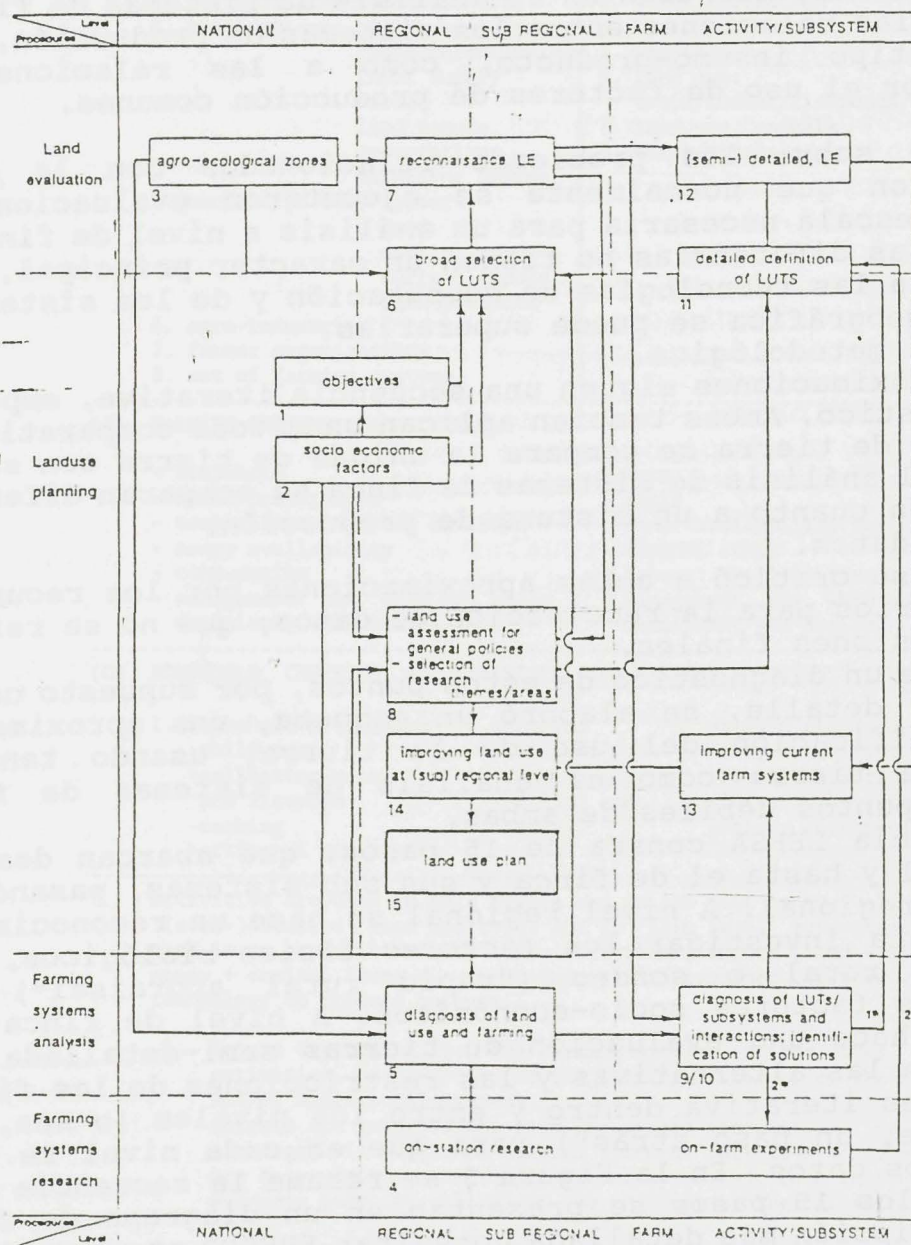 Level
Procedures
NATIONAL REGIONAL SUB REGIONAL FARM ACTIVITY/SUBSYSTEM
Land
evaluation
agro-ecological zones
3
reconnaisance LE
7
(semi-) detailed, LE
12
broad selection
of LUTS
6
detailed definition
of LUTS
11
objectives
1
Landuse
planning
socio economic
factors
2
land use
assessment for
general policies
- selection of
research
themes/areas
8
improving land use
at (sub) regional level
14
improving current
farm systems
13
land use plan
15
Farming
systems
analysis
diagnosis of land
use and farming
5
diagnosis of LUTs/
subsystems and
interactions; identifi-
cation of solutions
9/10
1*
2
2*
Farming
systems
research
on-station research
4
on-farm experiments
Procedures
Level
NATIONAL REGIONAL SUB REGIONAL FARM ACTIVITY/SUBSYSTEM